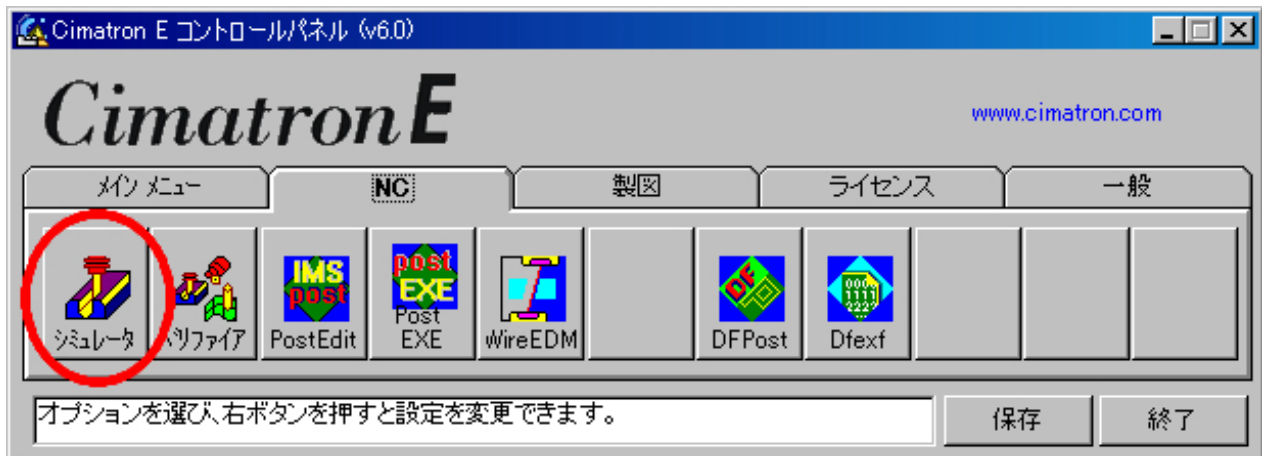 Cimatron E コントロールパネル (v6.0)
Cimatron E
www.cimatron.com
メイン メニュー
NC
製図
ライセンス
一般
シミュレータ
ベリファイア
IMS
post
PostEdit
post
EXE
Post
EXE
WireEDM
DF
DFPost
0001
1111
2222
Dfexf
オプションを選び、右ボタンを押すと設定を変更できます。
保存
終了